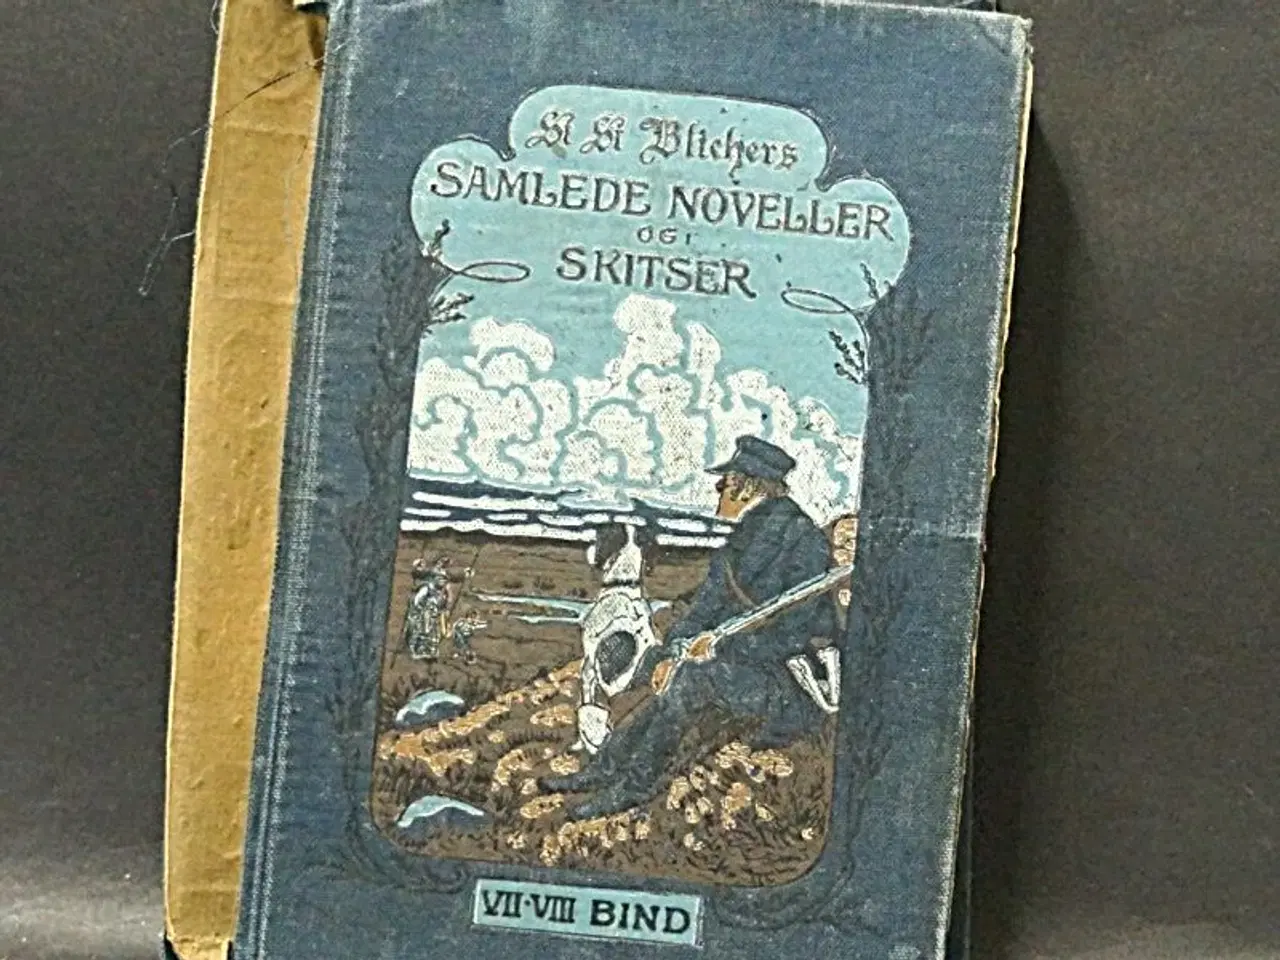 St St Blichers
SAMLEDE NOVELLER
OG
SKITSER
VII·VIII BIND